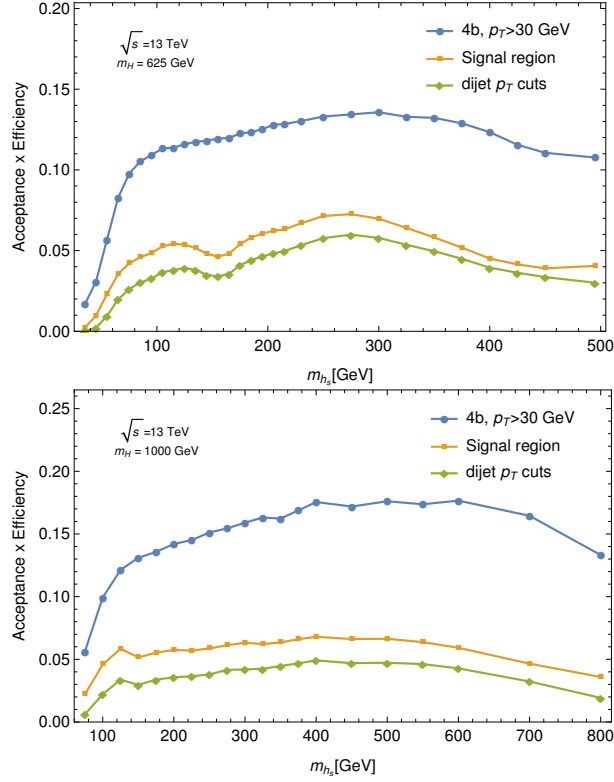 0.20
0.15
0.10
0.05
0.00
Acceptance x Efficiency
√s =13 TeV
m_H = 625 GeV
4b, p_T>30 GeV
Signal region
dijet p_T cuts
100 200 300 400 500
m_{h_s}[GeV]
0.25
0.20
0.15
0.10
0.05
0.00
Acceptance x Efficiency
√s =13 TeV
m_H = 1000 GeV
4b, p_T>30 GeV
Signal region
dijet p_T cuts
100 200 300 400 500 600 700 800
m_{h_s}[GeV]